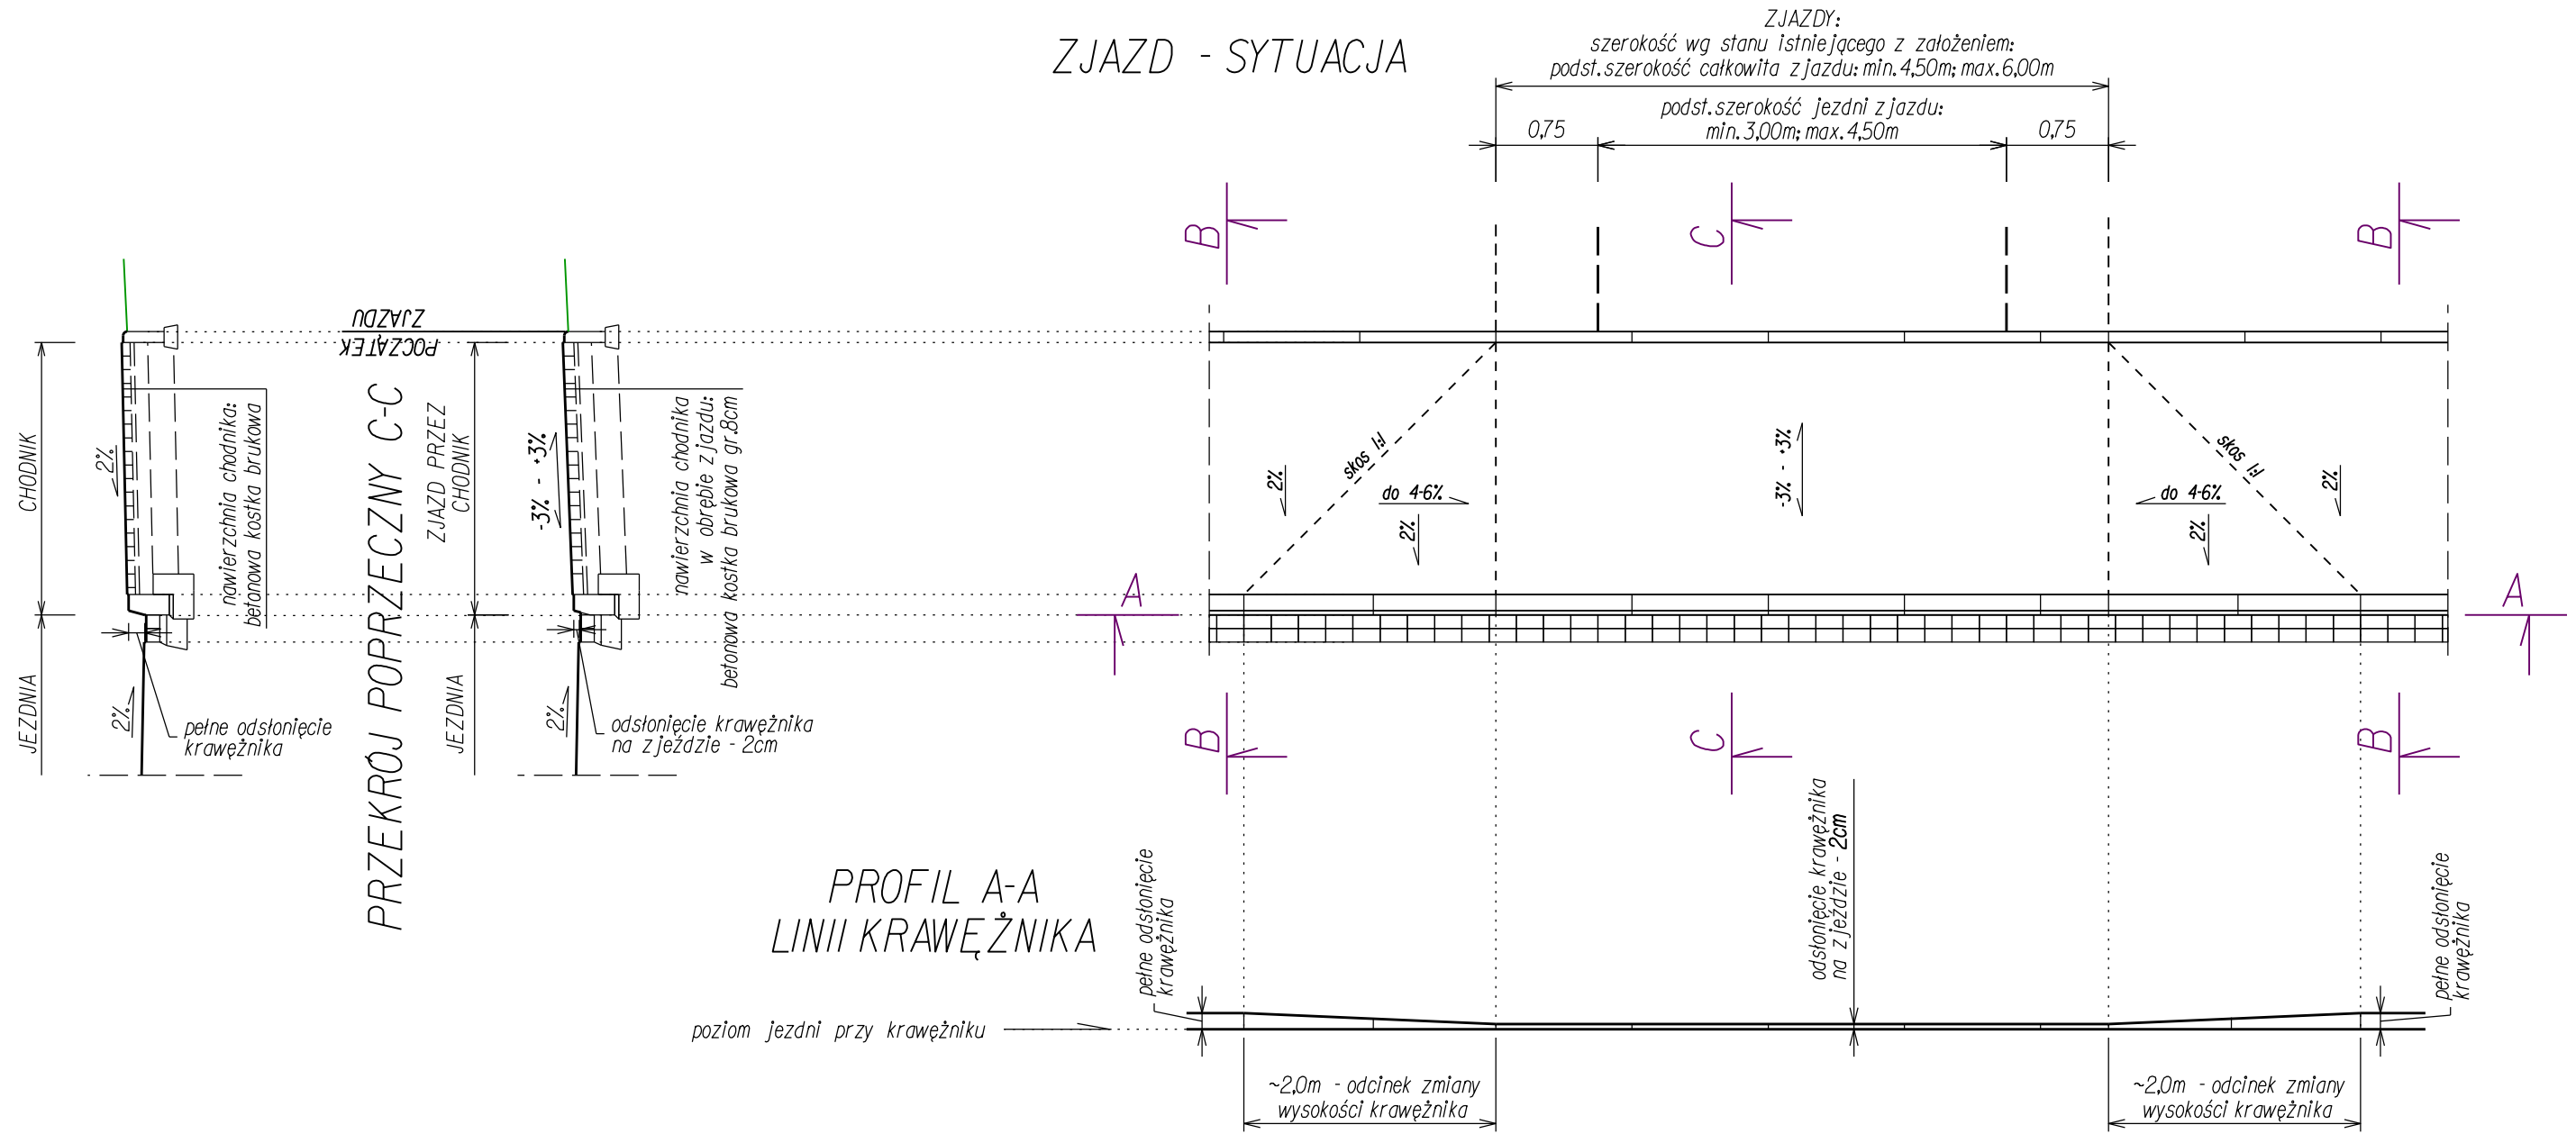 ZJAZD - SYTUACJA
ZJAZDY:
szerokość wg stanu istniejącego z założeniem:
podst.szerokość całkowita zjazdu: min.4,50m; max.6,00m
podst.szerokość jezdni zjazdu:
min.3,00m; max.4,50m
0,75
0,75
B
C
B
ZJAZDU
POCZĄTEK
CHODNIK
2%
nawierzchnia chodnika:
betonowa kostka brukowa
PRZEKRÓJ POPRZECZNY C-C
ZJAZD PRZEZ
CHODNIK
-3% - +3%
nawierzchnia chodnika
w obrębie zjazdu:
betonowa kostka brukowa gr.8cm
2%
skos 1:1
do 4-6%
2%
-3% - +3%
skos 1:1
do 4-6%
2%
2%
A
A
JEZDNIA
2%
pełne odsłonięcie
krawężnika
JEZDNIA
2%
odsłonięcie krawężnika
na zjeździe - 2cm
B
C
B
PROFIL A-A
LINII KRAWĘŻNIKA
pełne odsłonięcie
krawężnika
odsłonięcie krawężnika
na zjeździe - 2cm
pełne odsłonięcie
krawężnika
poziom jezdni przy krawężniku
~2,0m - odcinek zmiany
wysokości krawężnika
~2,0m - odcinek zmiany
wysokości krawężnika